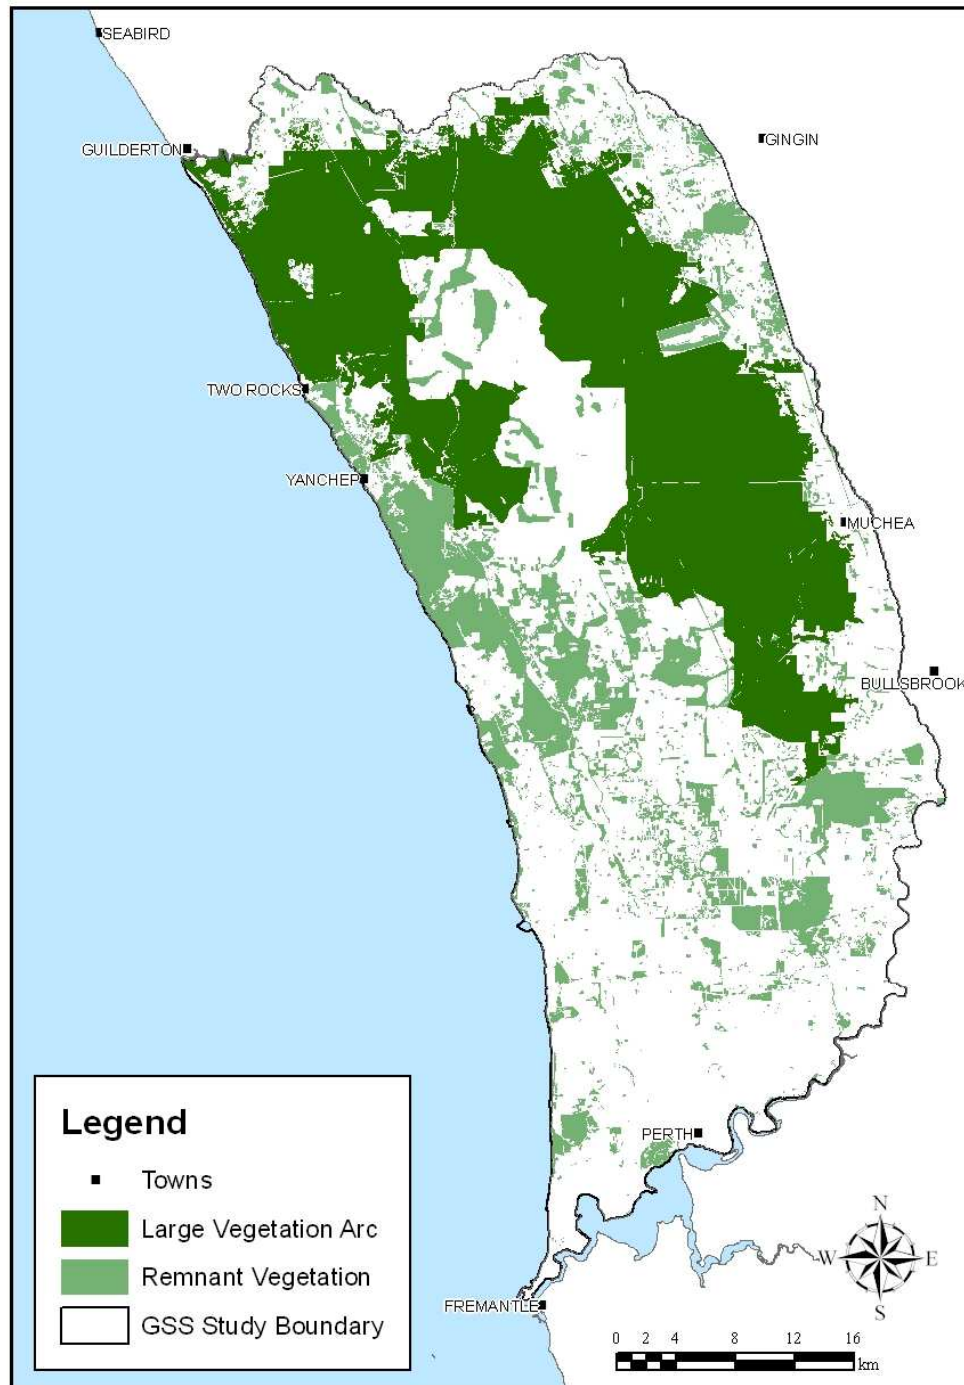 SEABIRD
GINGIN
GUILDERTON
TWO ROCKS
YANCHEP
MUCHEA
BULLSBROOK
PERTH
FREMANTLE
Legend
Towns
Large Vegetation Arc
Remnant Vegetation
GSS Study Boundary
N
W E
S
0 2 4 8 12 16
km